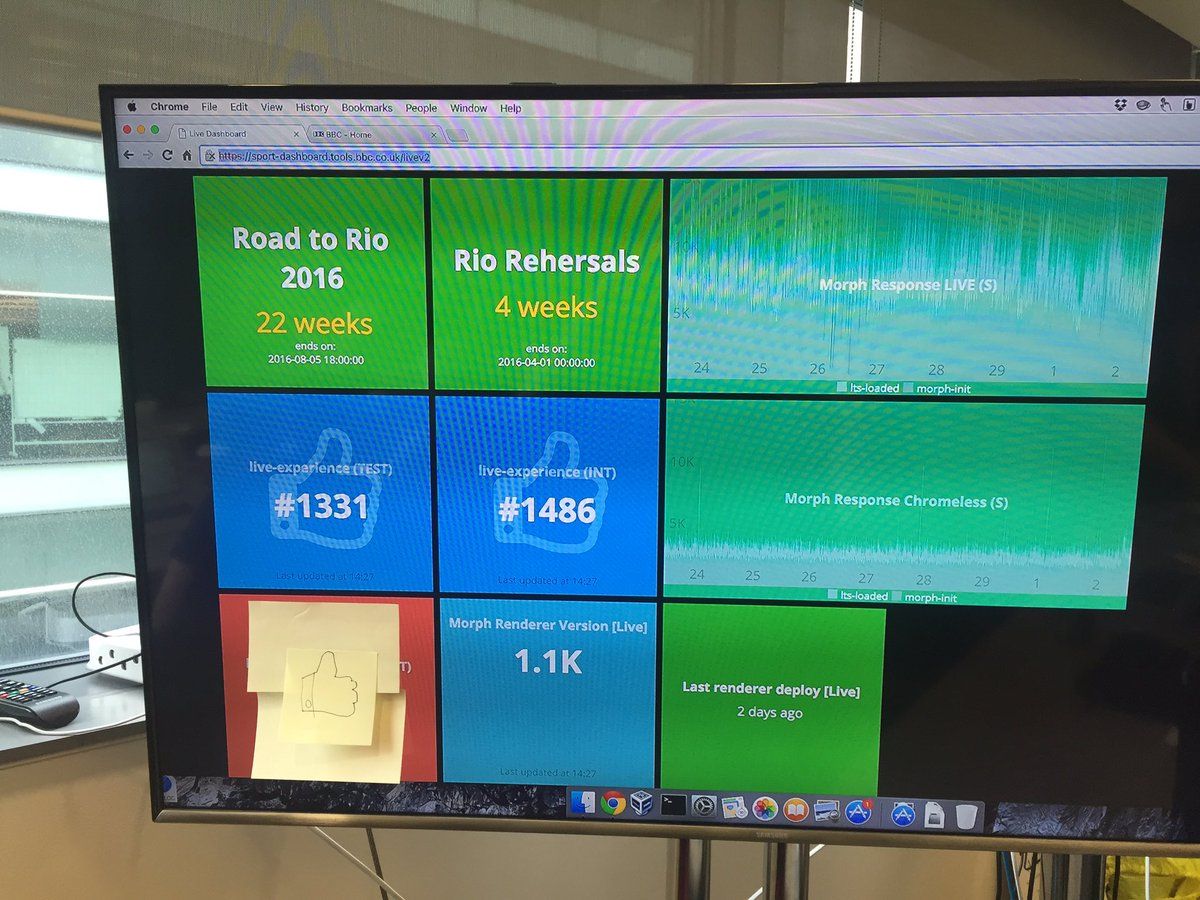 Chrome File Edit View History Bookmarks People Window Help
Live Dashboard
BBC - Home
https://sport-dashboard.tools.bbc.co.uk/livev2
Road to Rio
2016
22 weeks
ends on:
2016-08-05 18:00:00
Rio Rehersals
4 weeks
ends on:
2016-04-01 00:00:00
10K
Morph Response LIVE (S)
5K
24 25 26 27 28 29 1 2
lts-loaded morph-init
live-experience (TEST)
#1331
Last updated at 14:27
live-experience (INT)
#1486
Last updated at 14:27
10K
Morph Response Chromeless (S)
5K
24 25 26 27 28 29 1 2
lts-loaded morph-init
Morph Renderer Version [Live]
1.1K
Last updated at 14:27
Last renderer deploy [Live]
2 days ago
SAMSUNG